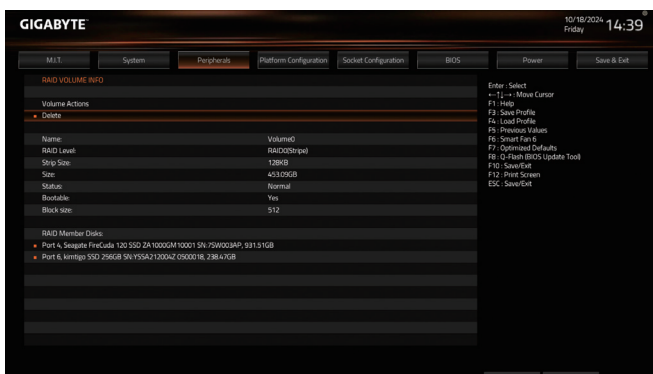 GIGABYTE™
10/18/2024 14:39
Friday
M.I.T. System Peripherals Platform Configuration Socket Configuration BIOS Power Save & Exit
RAID VOLUME INFO
Volume Actions
Delete
Name: Volume0
RAID Level: RAID0(Stripe)
Strip Size: 128KB
Size: 453.09GB
Status: Normal
Bootable: Yes
Block size: 512
RAID Member Disks:
Port 4, Seagate FireCuda 120 SSD ZA1000GM10001 SN:7SW003AP, 931.51GB
Port 6, kimtigo SSD 256GB SN:YSSA212004Z 0500018, 238.47GB
Enter : Select
←↑↓→ : Move Cursor
F1 : Help
F3 : Save Profile
F4 : Load Profile
F5 : Previous Values
F6 : Smart Fan 6
F7 : Optimized Defaults
F8 : Q-Flash (BIOS Update Tool)
F10 : Save/Exit
F12 : Print Screen
ESC : Save/Exit